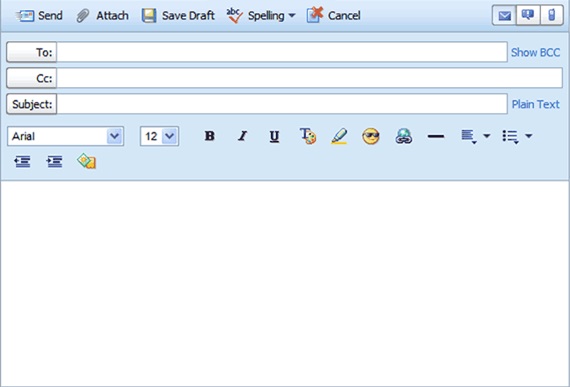 Send Attach Save Draft abc Spelling Cancel
To: Show BCC
Cc:
Subject: Plain Text
Arial 12 B I U T